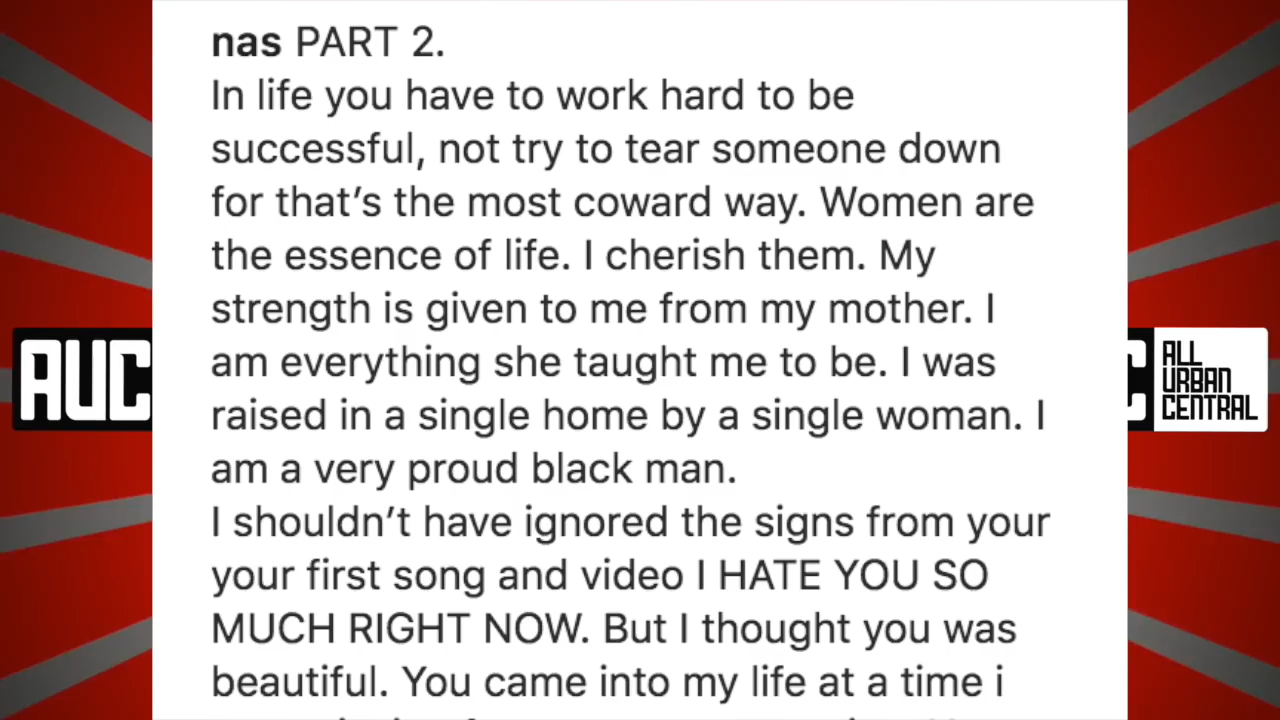 nas PART 2.
In life you have to work hard to be
successful, not try to tear someone down
for that’s the most coward way. Women are
the essence of life. I cherish them. My
strength is given to me from my mother. I
am everything she taught me to be. I was
raised in a single home by a single woman. I
am a very proud black man.
I shouldn’t have ignored the signs from your
your first song and video I HATE YOU SO
MUCH RIGHT NOW. But I thought you was
beautiful. You came into my life at a time i
AUC
ALL
URBAN
CENTRAL